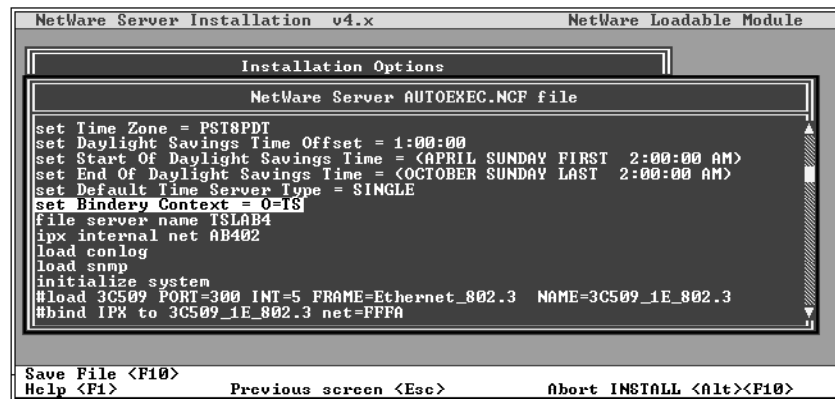 NetWare Server Installation  v4.x                NetWare Loadable Module
Installation Options
NetWare Server AUTOEXEC.NCF file
set Time Zone = PST8PDT
set Daylight Savings Time Offset = 1:00:00
set Start Of Daylight Savings Time = (APRIL SUNDAY FIRST  2:00:00 AM)
set End Of Daylight Savings Time = (OCTOBER SUNDAY LAST  2:00:00 AM)
set Default Time Server Type = SINGLE
set Bindery Context = O=TS
file server name TSLAB4
ipx internal net AB402
load conlog
load snmp
initialize system
#load 3C509 PORT=300 INT=5 FRAME=Ethernet_802.3  NAME=3C509_1E_802.3
#bind IPX to 3C509_1E_802.3 net=FFFA
Save File <F10>
Help <F1>          Previous screen <Esc>          Abort INSTALL <Alt><F10>